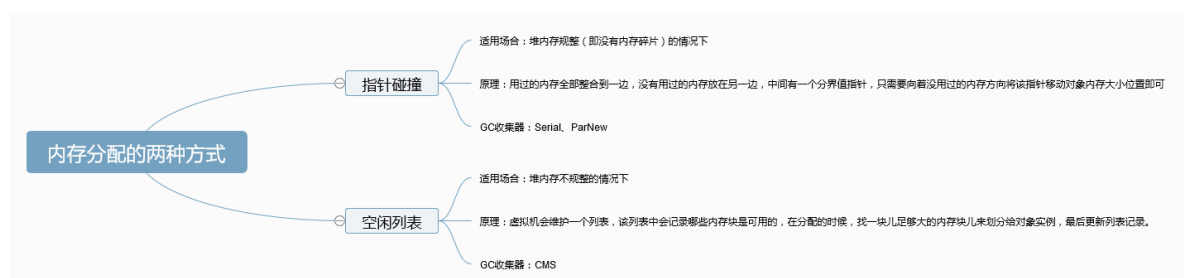 内存分配的两种方式
指针碰撞
适用场合：堆内存规整（即没有内存碎片）的情况下
原理：用过的内存全部整合到一边，没有用过的内存放在另一边，中间有一个分界值指针，只需要向着没用过的内存方向将该指针移动对象内存大小位置即可
GC收集器：Serial、ParNew
空闲列表
适用场合：堆内存不规整的情况下
原理：虚拟机会维护一个列表，该列表中会记录哪些内存块是可用的，在分配的时候，找一块儿足够大的内存块儿来划分给对象实例，最后更新列表记录。
GC收集器：CMS